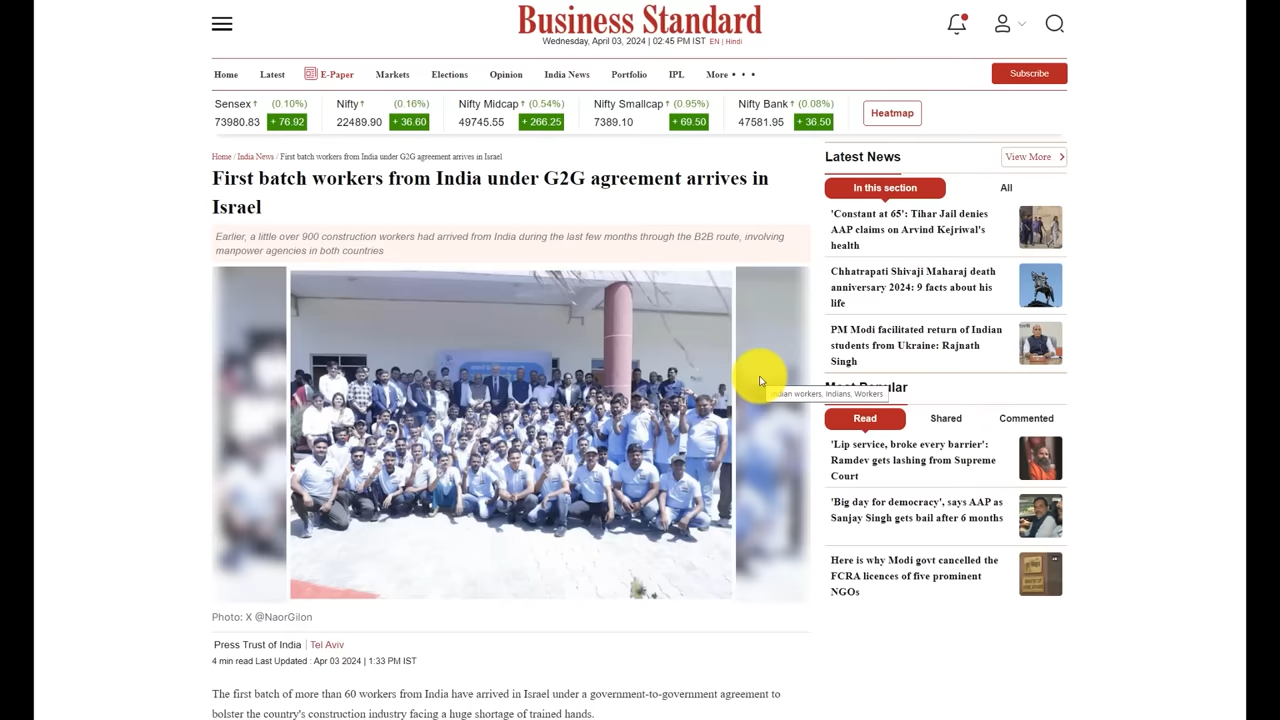 Business Standard
Wednesday, April 03, 2024 | 02:45 PM IST EN | Hindi
Home Latest E-Paper Markets Elections Opinion India News Portfolio IPL More • • • Subscribe
Sensex↑ (0.10%) Nifty↑ (0.16%) Nifty Midcap↑ (0.54%) Nifty Smallcap↑ (0.95%) Nifty Bank↑ (0.08%)
73980.83 + 76.92 22489.90 + 36.60 49745.55 + 266.25 7389.10 + 69.50 47581.95 + 36.50
Heatmap
Home / India News / First batch workers from India under G2G agreement arrives in Israel
First batch workers from India under G2G agreement arrives in
Israel
Earlier, a little over 900 construction workers had arrived from India during the last few months through the B2B route, involving
manpower agencies in both countries
Indian workers, Indians, Workers
Photo: X @NaorGilon
Press Trust of India | Tel Aviv
4 min read Last Updated : Apr 03 2024 | 1:33 PM IST
The first batch of more than 60 workers from India have arrived in Israel under a government-to-government agreement to
bolster the country's construction industry facing a huge shortage of trained hands.
Latest News
View More >
In this section All
'Constant at 65': Tihar Jail denies
AAP claims on Arvind Kejriwal's
health
Chhatrapati Shivaji Maharaj death
anniversary 2024: 9 facts about his
life
PM Modi facilitated return of Indian
students from Ukraine: Rajnath
Singh
Most Popular
Read Shared Commented
'Lip service, broke every barrier':
Ramdev gets lashing from Supreme
Court
'Big day for democracy', says AAP as
Sanjay Singh gets bail after 6 months
Here is why Modi govt cancelled the
FCRA licences of five prominent
NGOs